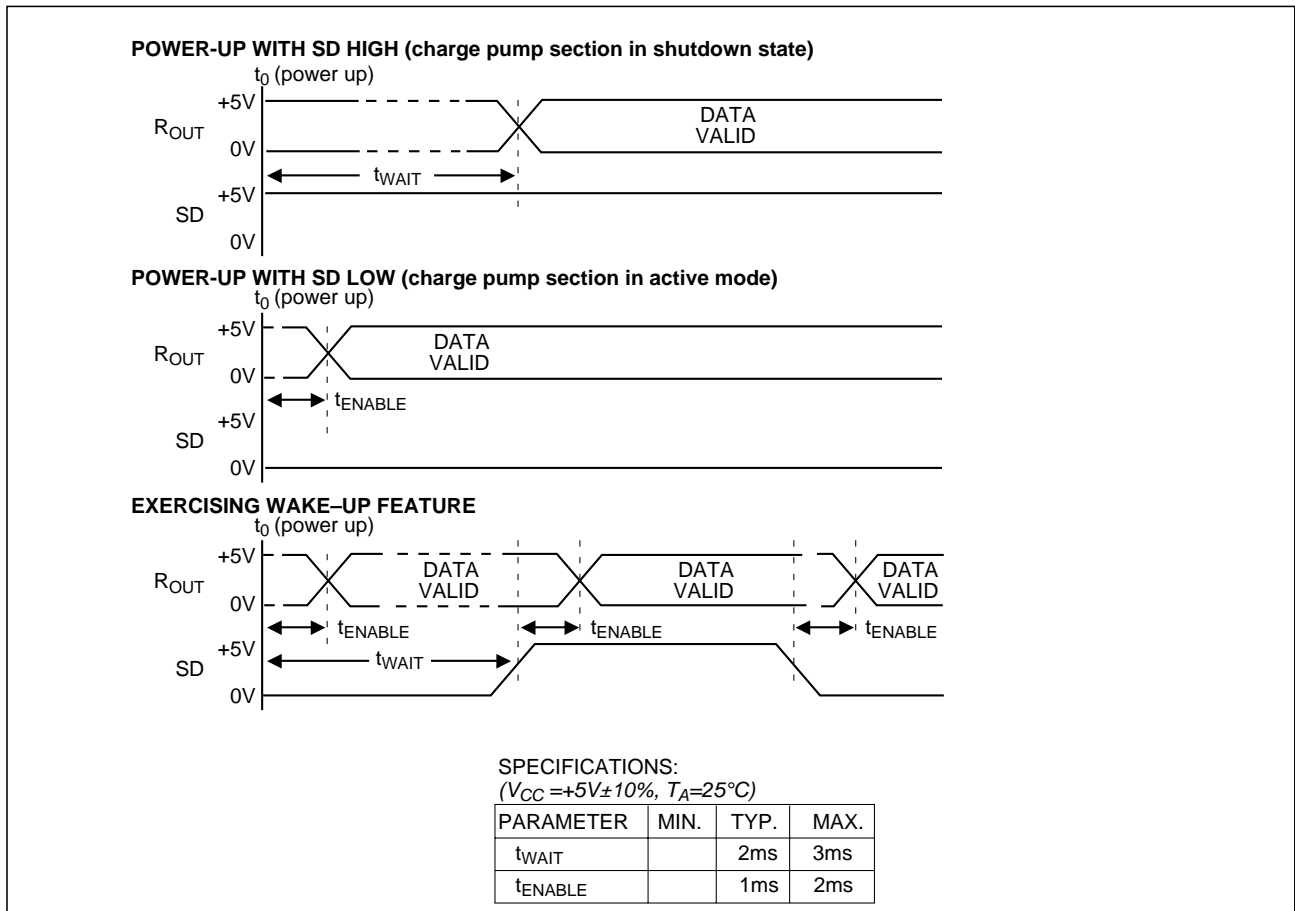 POWER-UP WITH SD HIGH (charge pump section in shutdown state)
t0 (power up)
+5V
ROUT
0V
DATA
VALID
tWAIT
+5V
SD
0V
POWER-UP WITH SD LOW (charge pump section in active mode)
t0 (power up)
+5V
ROUT
0V
DATA
VALID
tENABLE
+5V
SD
0V
EXERCISING WAKE–UP FEATURE
t0 (power up)
+5V
ROUT
0V
DATA
VALID
DATA
VALID
DATA
VALID
tENABLE
tENABLE
tENABLE
+5V
SD
0V
tWAIT
SPECIFICATIONS:
(VCC =+5V±10%, TA=25°C)
PARAMETER MIN. TYP. MAX.
tWAIT 2ms 3ms
tENABLE 1ms 2ms